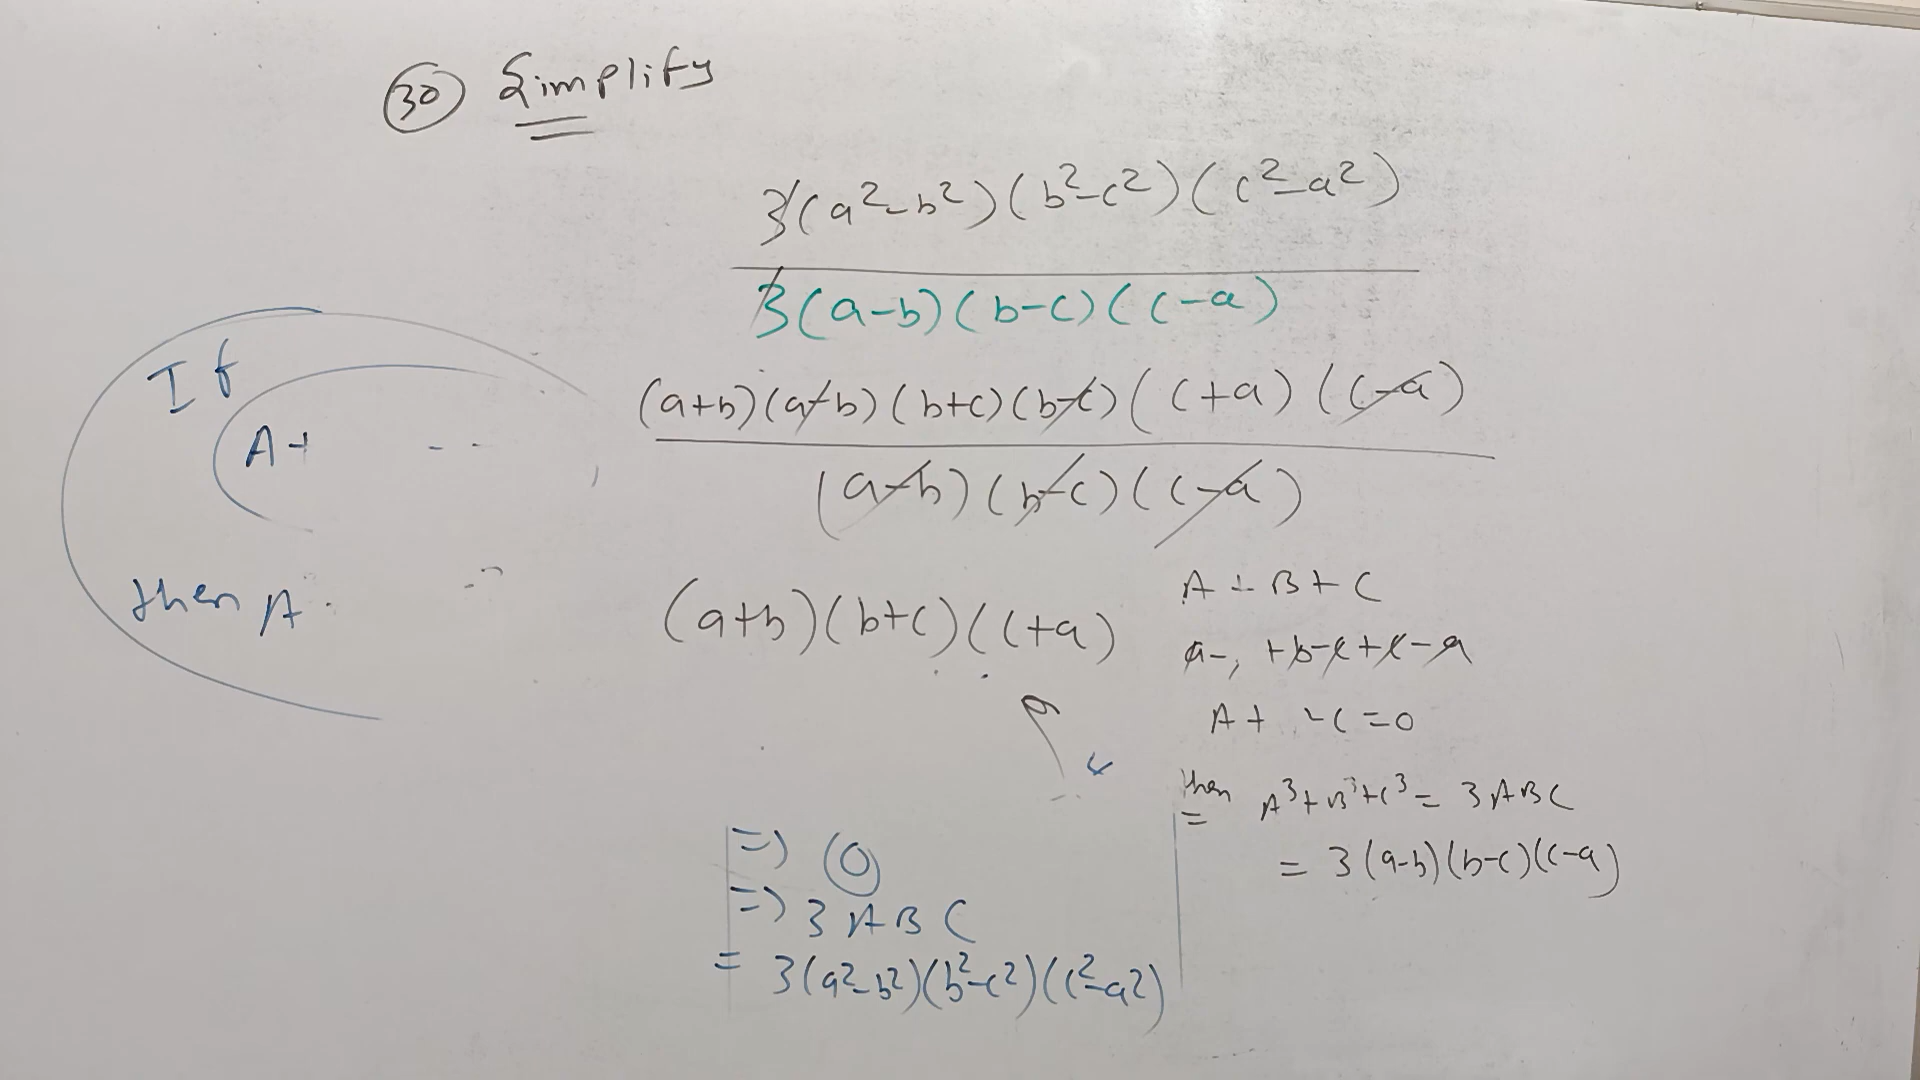 30 Simplify
3(a²-b²)(b²-c²)(c²-a²)
3(a-b)(b-c)(c-a)
(a+b)(a-b)(b+c)(b-c)(c+a)(c-a)
(a-b)(b-c)(c-a)
(a+b)(b+c)(c+a)
If
A+
then A
A + B + C
a- +b-c+c-a
A+ -C=0
then A³+B³+C³ = 3ABC
= 3(a-b)(b-c)(c-a)
=> 0
=> 3ABC
= 3(a²-b²)(b²-c²)(c²-a²)